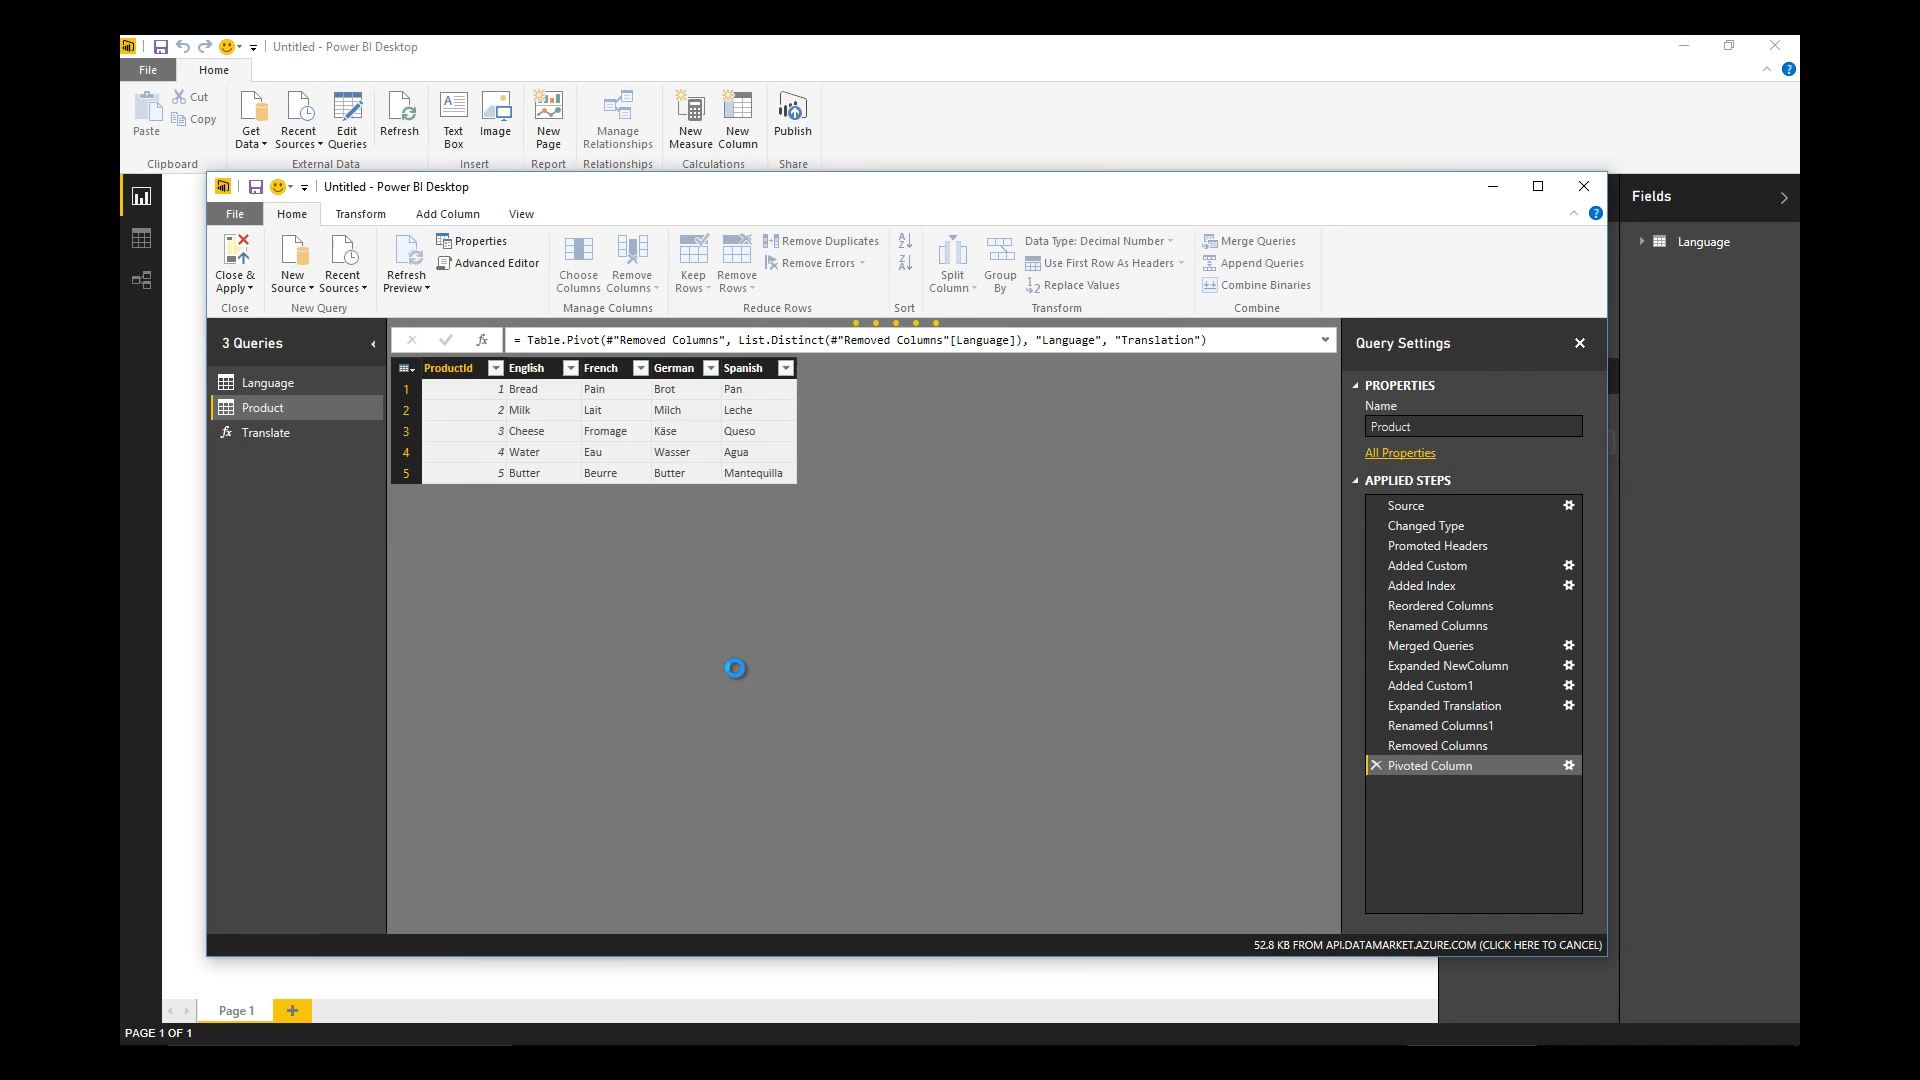 Untitled - Power BI Desktop
File Home
Cut
Copy
Paste
Get Data
Recent Sources
Edit Queries
Refresh
Text Box
Image
New Page
Manage Relationships
New Measure
New Column
Publish
Clipboard External Data Insert Report Relationships Calculations Share
Untitled - Power BI Desktop
File Home Transform Add Column View
Close & Apply
New Source
Recent Sources
Refresh Preview
Properties
Advanced Editor
Choose Columns
Remove Columns
Keep Rows
Remove Rows
Remove Duplicates
Remove Errors
Split Column
Group By
Data Type: Decimal Number
Use First Row As Headers
Replace Values
Merge Queries
Append Queries
Combine Binaries
Close New Query Manage Columns Reduce Rows Sort Transform Combine
3 Queries
Language
Product
fx Translate
fx = Table.Pivot(#"Removed Columns", List.Distinct(#"Removed Columns"[Language]), "Language", "Translation")
ProductId English French German Spanish
1 1 Bread Pain Brot Pan
2 2 Milk Lait Milch Leche
3 3 Cheese Fromage Käse Queso
4 4 Water Eau Wasser Agua
5 5 Butter Beurre Butter Mantequilla
Query Settings
PROPERTIES
Name
Product
All Properties
APPLIED STEPS
Source
Changed Type
Promoted Headers
Added Custom
Added Index
Reordered Columns
Renamed Columns
Merged Queries
Expanded NewColumn
Added Custom1
Expanded Translation
Renamed Columns1
Removed Columns
Pivoted Column
52.8 KB FROM API.DATAMARKET.AZURE.COM (CLICK HERE TO CANCEL)
Fields
Language
Page 1
PAGE 1 OF 1